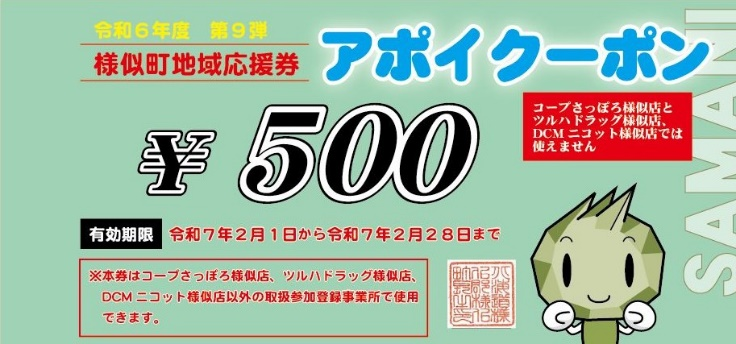 令和６年度　第９弾
様似町地域応援券
アポイクーポン
¥500
コープさっぽろ様似店と
ツルハドラッグ様似店、
DCMニコット様似店では
使えません
SAMANI
有効期限
令和７年２月１日から令和７年２月２８日まで
※本券はコープさっぽろ様似店、ツルハドラッグ様似店、
DCMニコット様似店以外の取扱参加登録事業所で使用
できます。